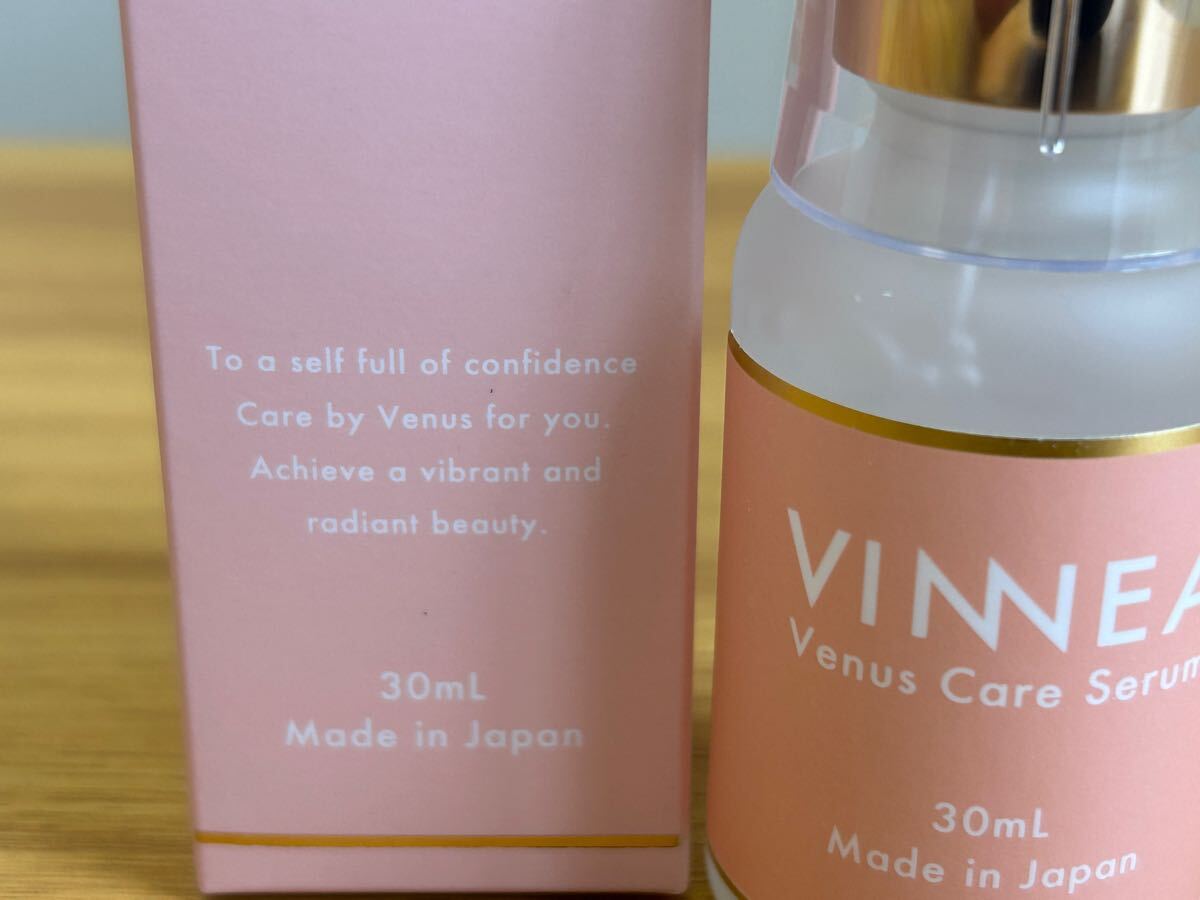 To a self full of confidence
Care by Venus for you.
Achieve a vibrant and
radiant beauty.
30mL
Made in Japan
VINNEA
Venus Care Serum
30mL
Made in Japan